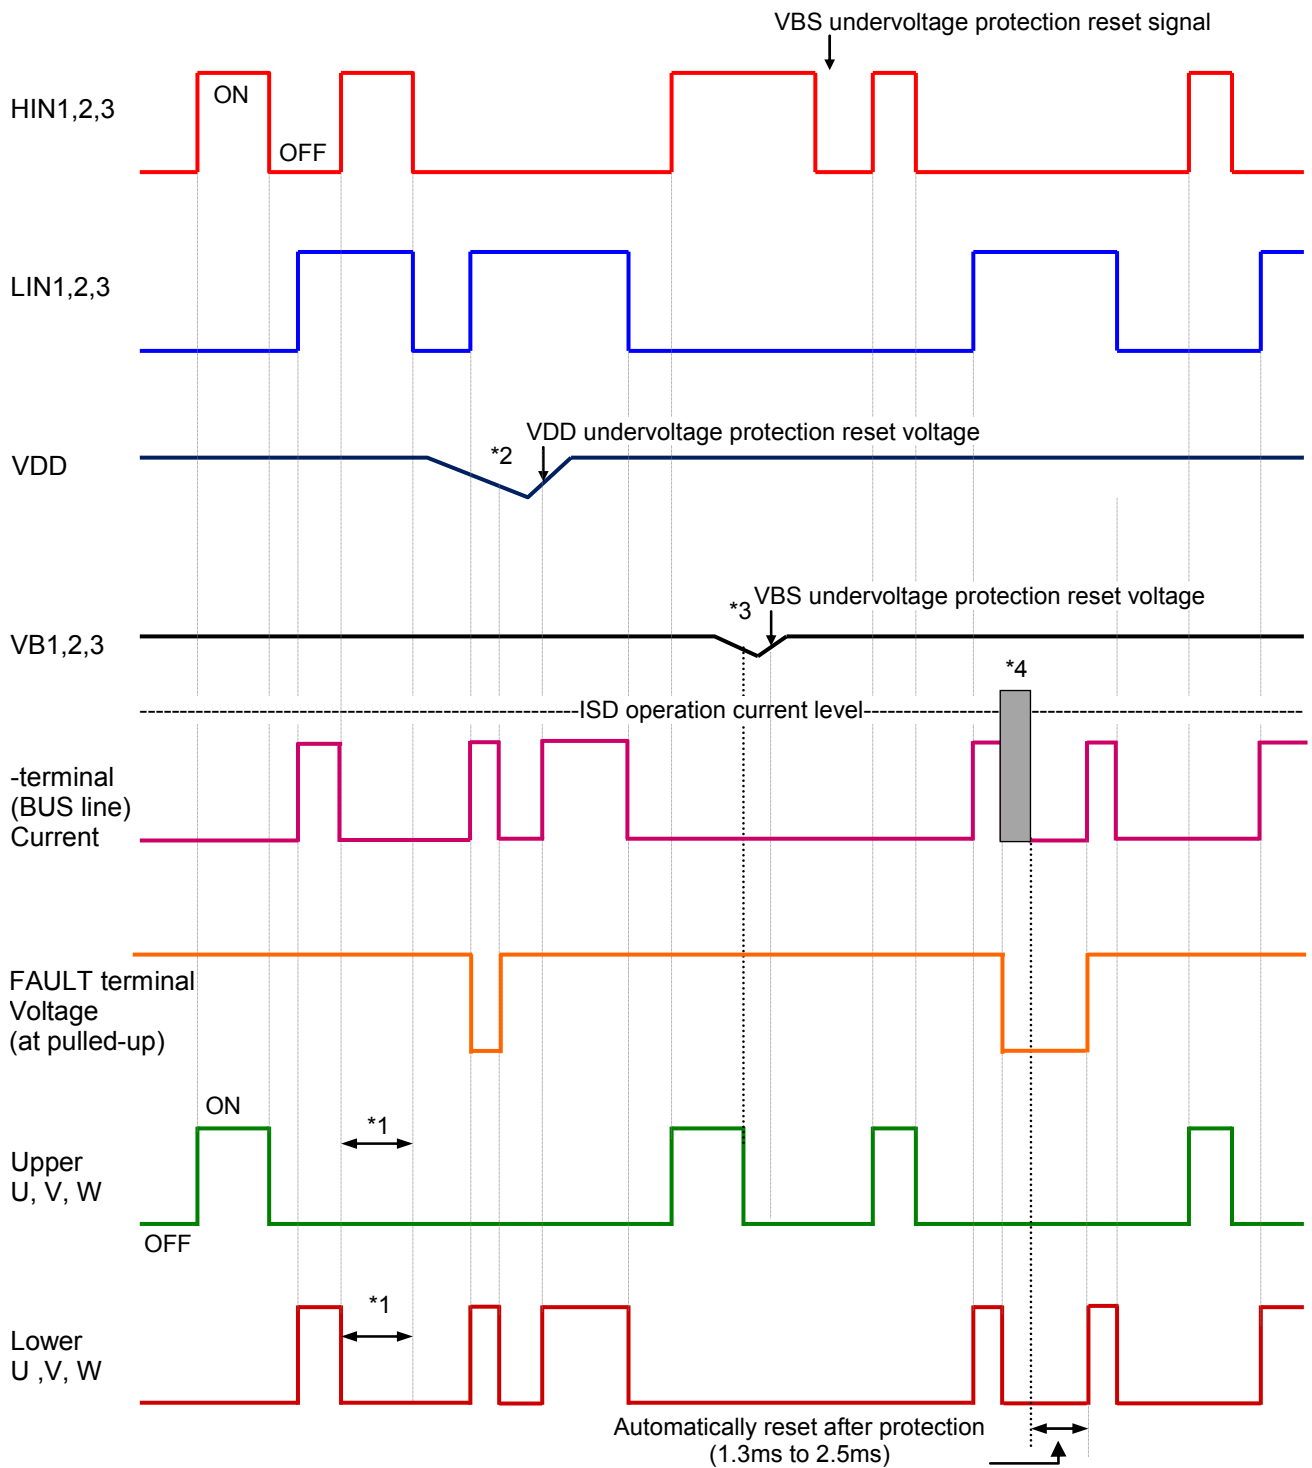 VBS undervoltage protection reset signal
HIN1,2,3
ON
OFF
LIN1,2,3
VDD undervoltage protection reset voltage
*2
VDD
VBS undervoltage protection reset voltage
*3
VB1,2,3
*4
ISD operation current level
-terminal
(BUS line)
Current
FAULT terminal
Voltage
(at pulled-up)
ON
*1
Upper
U, V, W
OFF
*1
Lower
U ,V, W
Automatically reset after protection
(1.3ms to 2.5ms)